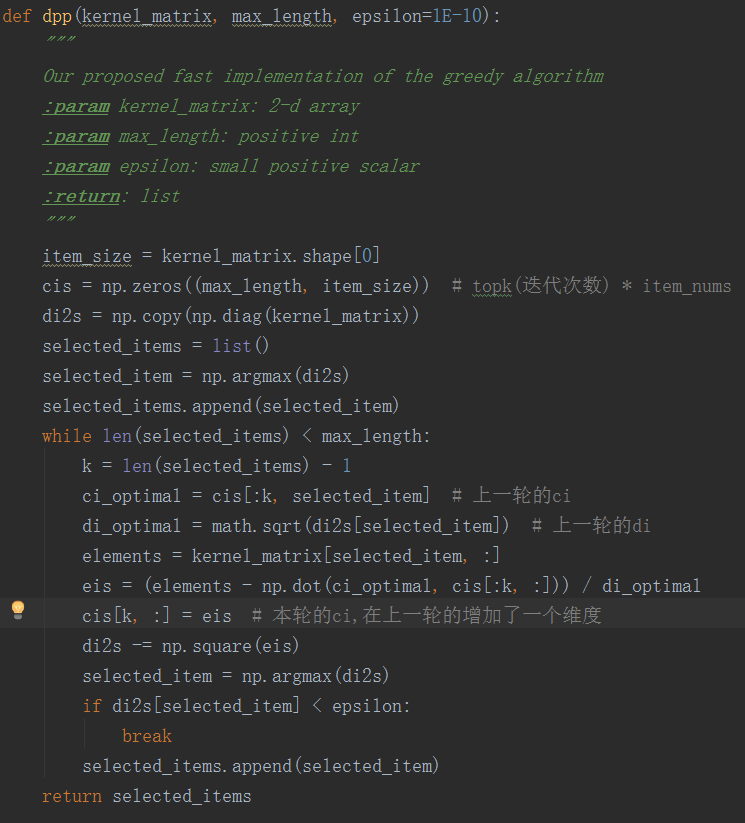 def dpp(kernel_matrix, max_length, epsilon=1E-10):
    """
    Our proposed fast implementation of the greedy algorithm
    :param kernel_matrix: 2-d array
    :param max_length: positive int
    :param epsilon: small positive scalar
    :return: list
    """
    item_size = kernel_matrix.shape[0]
    cis = np.zeros((max_length, item_size))  # topk(迭代次数) * item_nums
    di2s = np.copy(np.diag(kernel_matrix))
    selected_items = list()
    selected_item = np.argmax(di2s)
    selected_items.append(selected_item)
    while len(selected_items) < max_length:
        k = len(selected_items) - 1
        ci_optimal = cis[:k, selected_item]  # 上一轮的ci
        di_optimal = math.sqrt(di2s[selected_item])  # 上一轮的di
        elements = kernel_matrix[selected_item, :]
        eis = (elements - np.dot(ci_optimal, cis[:k, :])) / di_optimal
        cis[k, :] = eis  # 本轮的ci,在上一轮的增加了一个维度
        di2s -= np.square(eis)
        selected_item = np.argmax(di2s)
        if di2s[selected_item] < epsilon:
            break
        selected_items.append(selected_item)
    return selected_items